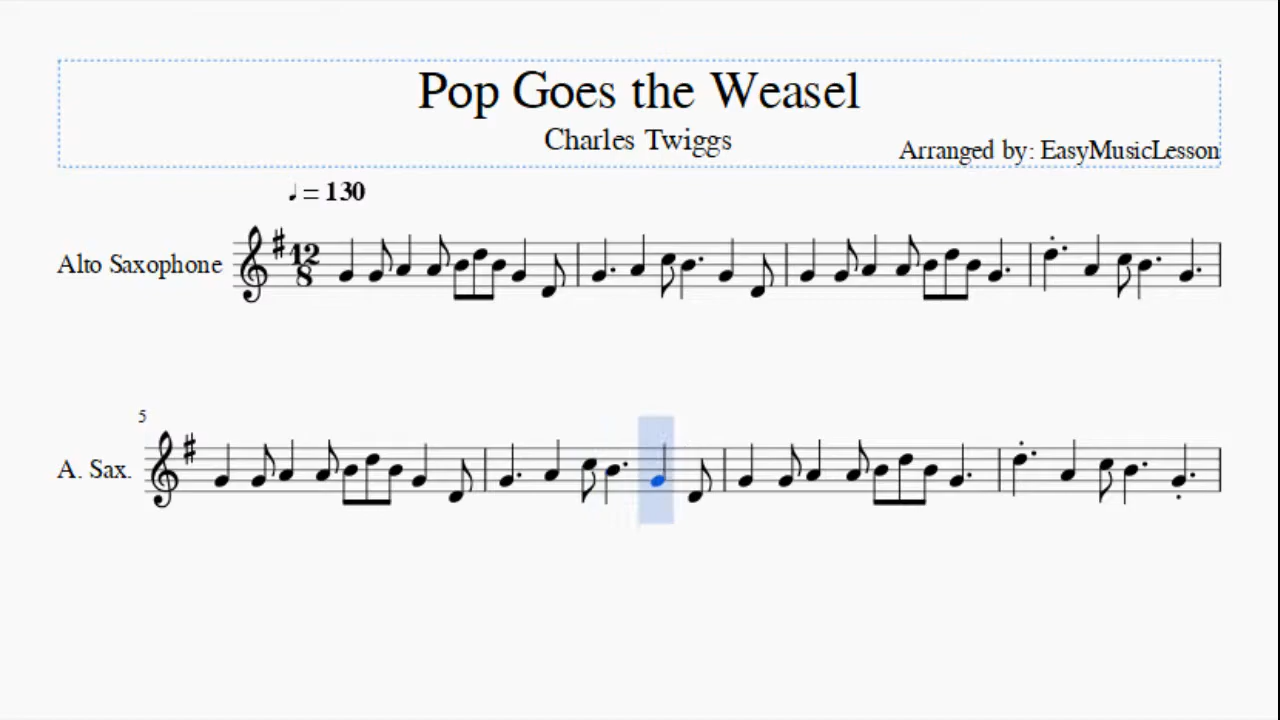 Pop Goes the Weasel
Charles Twiggs
Arranged by: EasyMusicLesson
♩ = 130
Alto Saxophone
12
8
5
A. Sax.